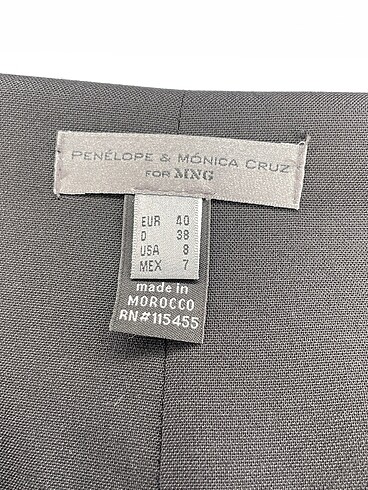 PENÉLOPE & MÓNICA CRUZ
FOR MNG
EUR 40
D 38
USA 8
MEX 7
made in
MOROCCO
RN#115455